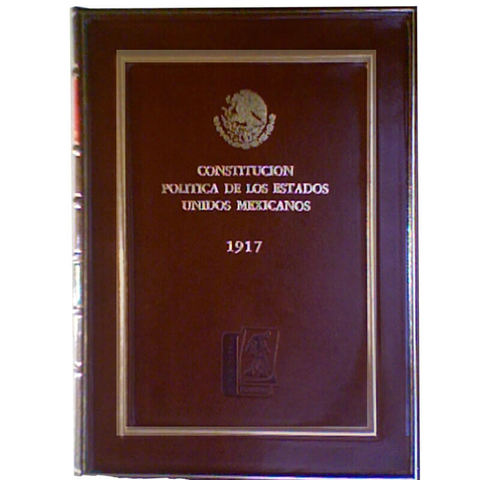 CONSTITUCION
POLITICA DE LOS ESTADOS
UNIDOS MEXICANOS
1917